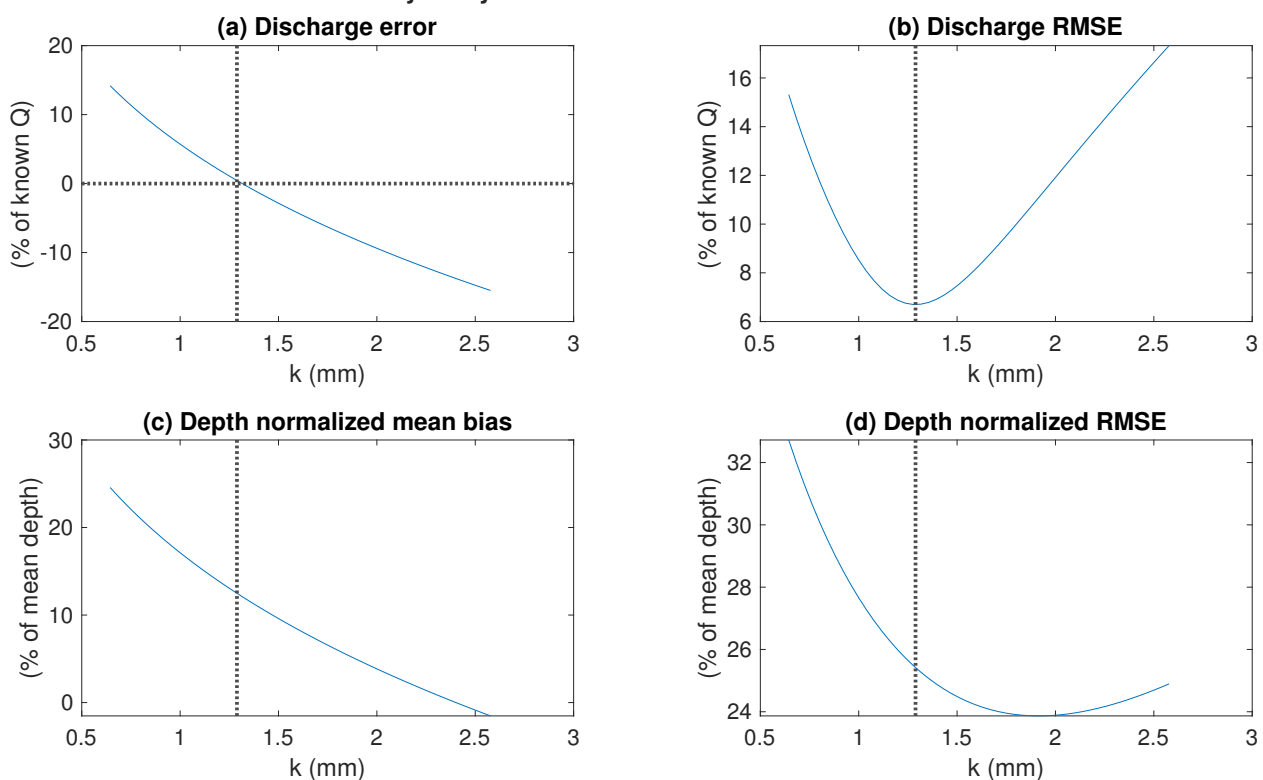 (a) Discharge error
20
10
0
-10
-20
(% of known Q)
0.5 1 1.5 2 2.5 3
k (mm)
(b) Discharge RMSE
16
14
12
10
8
6
(% of known Q)
0.5 1 1.5 2 2.5 3
k (mm)
(c) Depth normalized mean bias
30
20
10
0
(% of mean depth)
0.5 1 1.5 2 2.5 3
k (mm)
(d) Depth normalized RMSE
32
30
28
26
24
(% of mean depth)
0.5 1 1.5 2 2.5 3
k (mm)